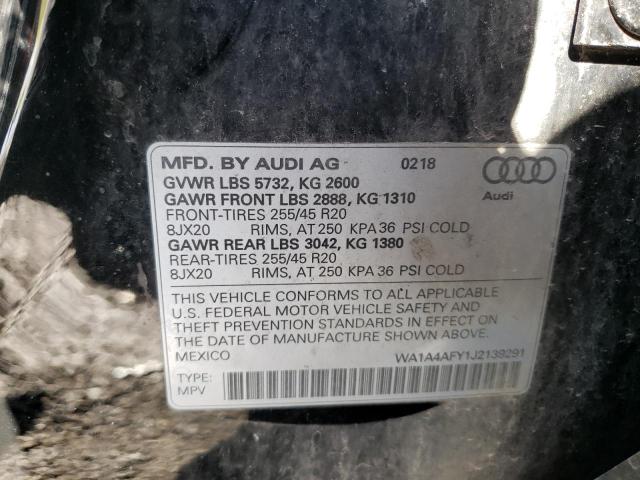 MFD. BY AUDI AG 0218
GVWR LBS 5732, KG 2600
GAWR FRONT LBS 2888, KG 1310
FRONT-TIRES 255/45 R20
8JX20 RIMS, AT 250 KPA 36 PSI COLD
GAWR REAR LBS 3042, KG 1380
REAR-TIRES 255/45 R20
8JX20 RIMS, AT 250 KPA 36 PSI COLD
Audi
THIS VEHICLE CONFORMS TO ALL APPLICABLE
U.S. FEDERAL MOTOR VEHICLE SAFETY AND
THEFT PREVENTION STANDARDS IN EFFECT ON
THE DATE OF MANUFACTURE SHOWN ABOVE.
MEXICO WA1A4AFY1J2139291
TYPE:
MPV